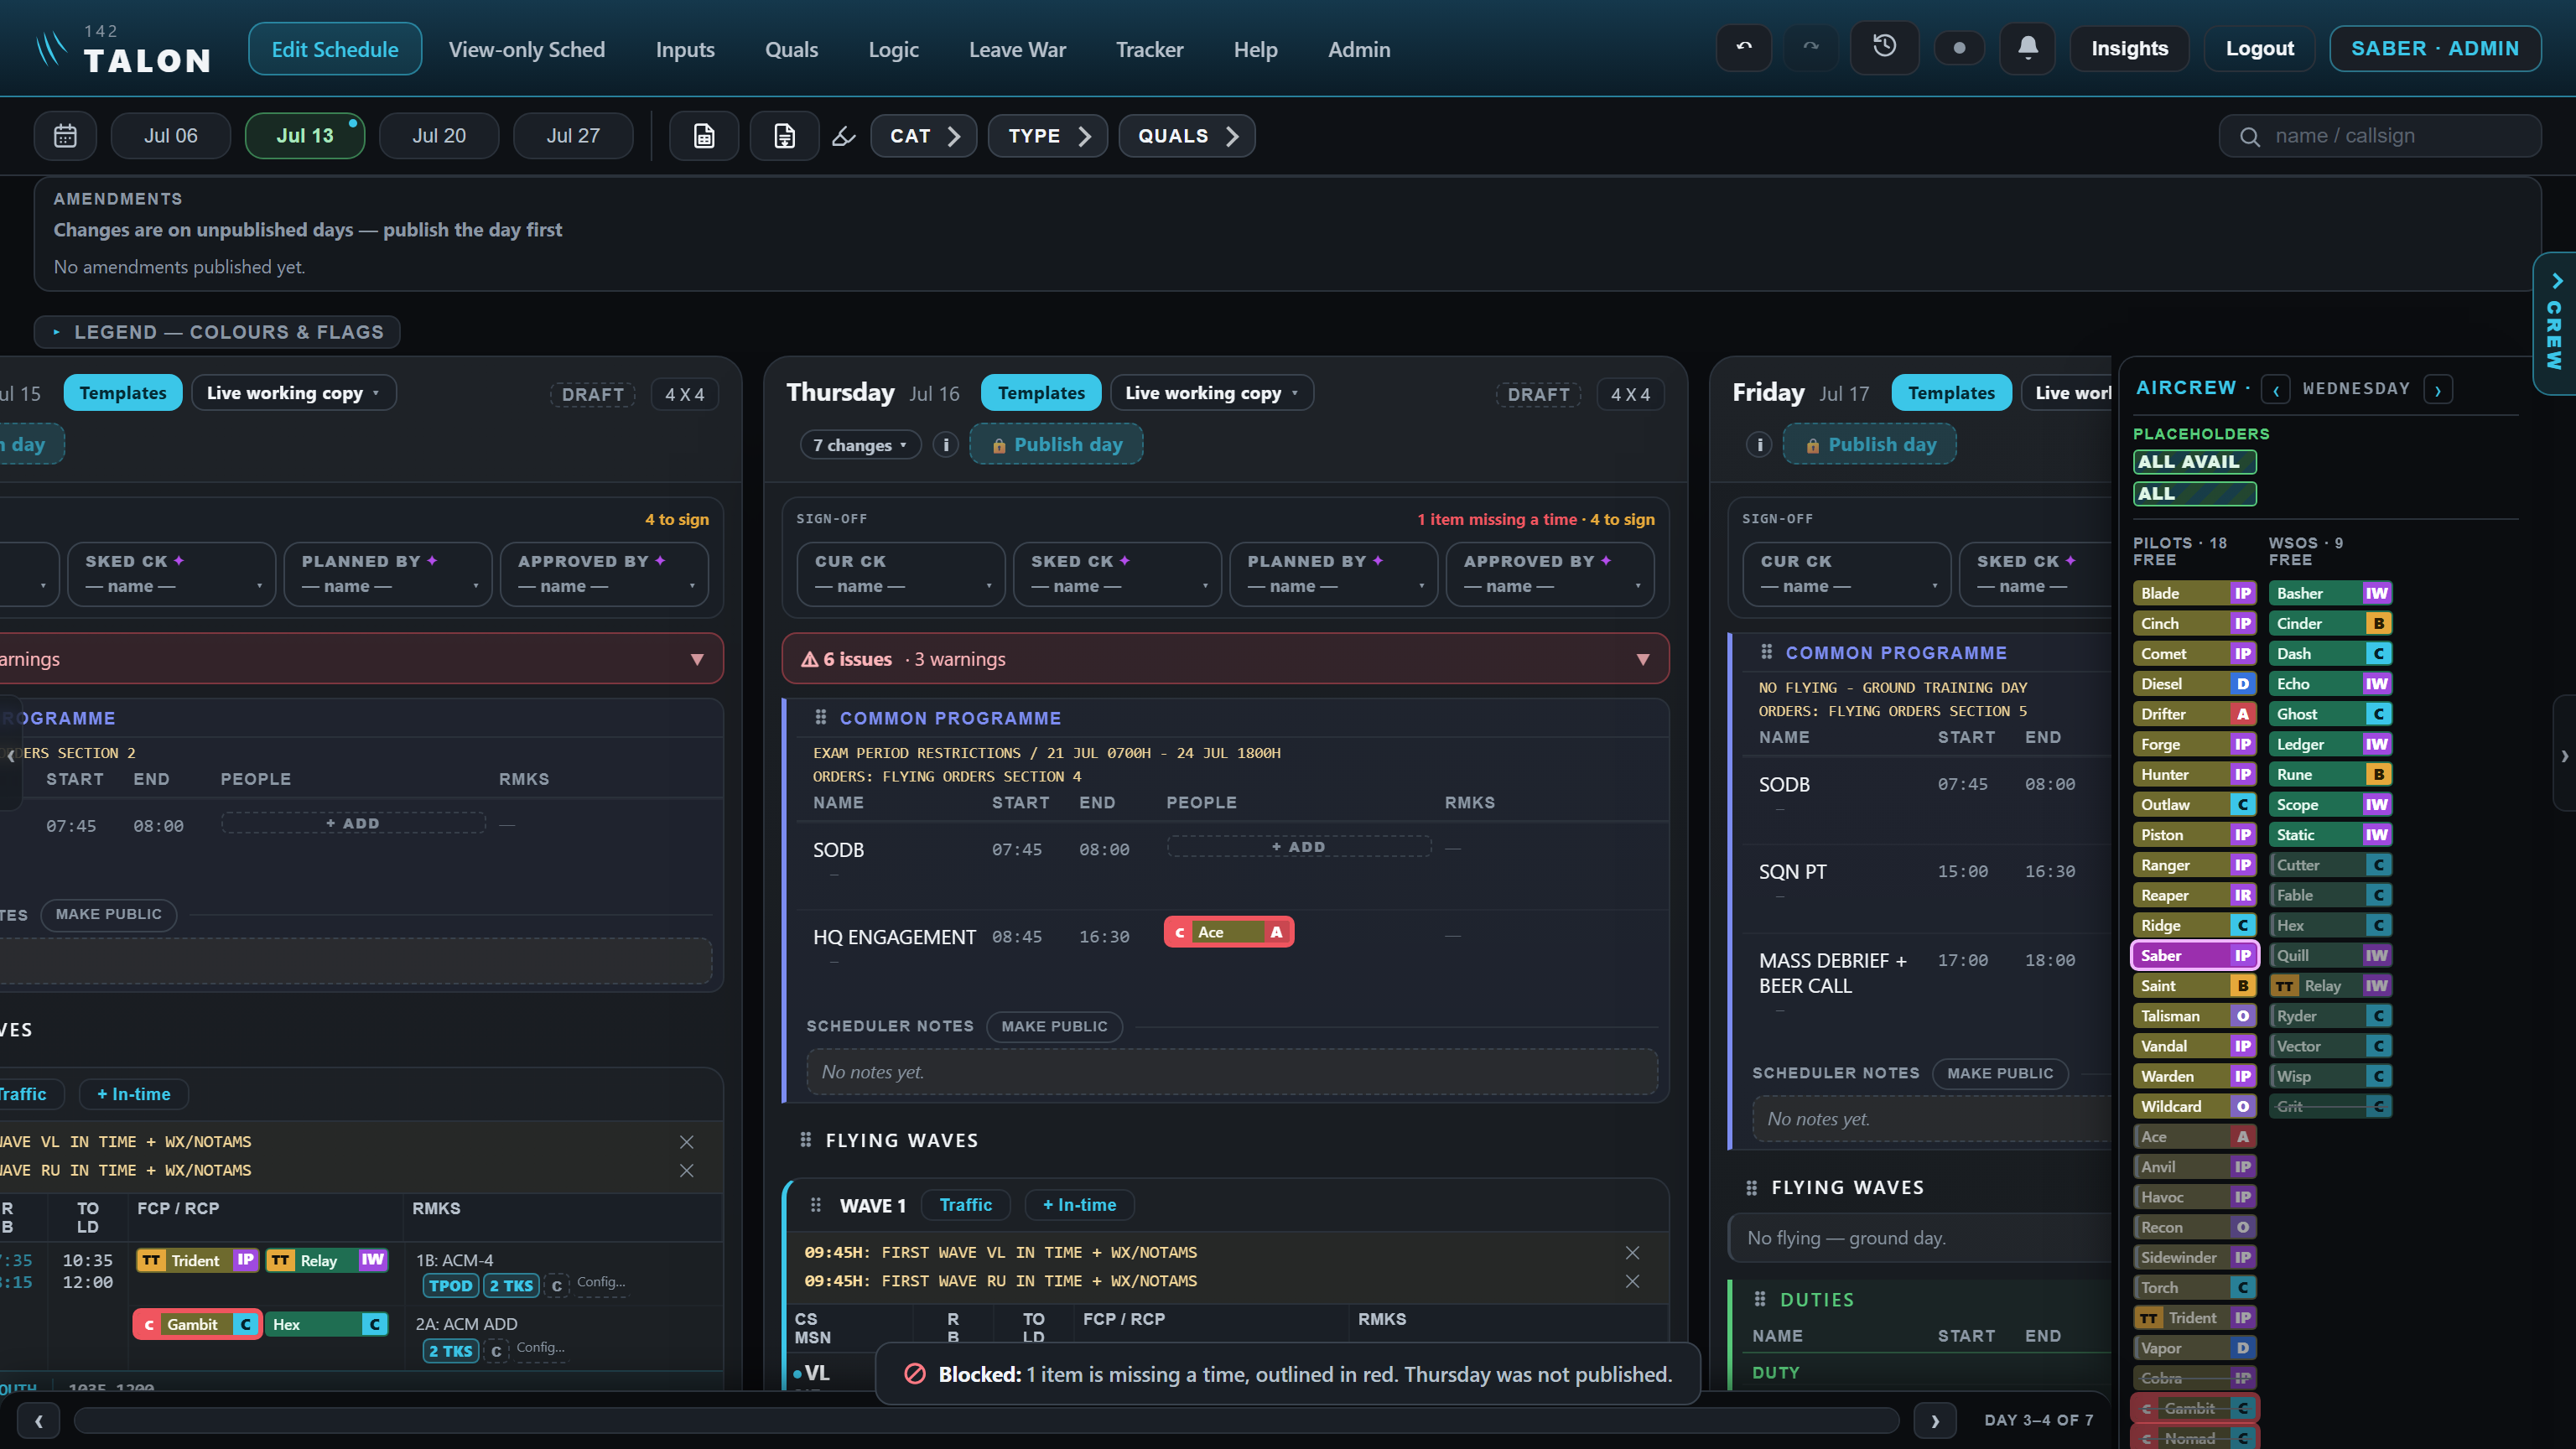 142
TALON
Edit Schedule
View-only Sched
Inputs
Quals
Logic
Leave War
Tracker
Help
Admin
Insights
Logout
SABER · ADMIN
Jul 06
Jul 13
Jul 20
Jul 27
CAT
TYPE
QUALS
name / callsign
AMENDMENTS
Changes are on unpublished days — publish the day first
No amendments published yet.
LEGEND — COLOURS & FLAGS
CREW
ul 15
Templates
Live working copy
DRAFT
4 X 4
day
4 to sign
SKED CK
— name —
PLANNED BY
— name —
APPROVED BY
— name —
arnings
ROGRAMME
ERS SECTION 2
START END PEOPLE RMKS
07:45 08:00 + ADD —
TES
MAKE PUBLIC
VES
Traffic
+ In-time
WAVE VL IN TIME + WX/NOTAMS
WAVE RU IN TIME + WX/NOTAMS
R
B
TO
LD
FCP / RCP
RMKS
:35
:15
10:35
12:00
TT Trident IP
TT Relay IW
1B: ACM-4
TPOD 2 TKS C Config...
c Gambit C
Hex C
2A: ACM ADD
2 TKS C Config...
OUTH 1035-1200
Thursday Jul 16
Templates
Live working copy
DRAFT
4 X 4
7 changes
i
Publish day
SIGN-OFF
1 item missing a time · 4 to sign
CUR CK
— name —
SKED CK
— name —
PLANNED BY
— name —
APPROVED BY
— name —
6 issues · 3 warnings
COMMON PROGRAMME
EXAM PERIOD RESTRICTIONS / 21 JUL 0700H - 24 JUL 1800H
ORDERS: FLYING ORDERS SECTION 4
NAME START END PEOPLE RMKS
SODB 07:45 08:00 + ADD —
—
HQ ENGAGEMENT 08:45 16:30 c Ace A —
—
SCHEDULER NOTES
MAKE PUBLIC
No notes yet.
FLYING WAVES
WAVE 1
Traffic
+ In-time
09:45H: FIRST WAVE VL IN TIME + WX/NOTAMS
09:45H: FIRST WAVE RU IN TIME + WX/NOTAMS
CS
MSN
R
B
TO
LD
FCP / RCP
RMKS
VL
Blocked: 1 item is missing a time, outlined in red. Thursday was not published.
Friday Jul 17
Templates
Live worl
i
Publish day
SIGN-OFF
CUR CK
— name —
SKED CK
— name —
COMMON PROGRAMME
NO FLYING - GROUND TRAINING DAY
ORDERS: FLYING ORDERS SECTION 5
NAME START END
SODB 07:45 08:00
—
SQN PT 15:00 16:30
—
MASS DEBRIEF + 17:00 18:00
BEER CALL
—
SCHEDULER NOTES
MAKE PUBLIC
No notes yet.
FLYING WAVES
No flying — ground day.
DUTIES
NAME START END
DUTY
AIRCREW ·
WEDNESDAY
PLACEHOLDERS
ALL AVAIL
ALL
PILOTS · 18
FREE
Blade IP
Cinch IP
Comet IP
Diesel D
Drifter A
Forge IP
Hunter IP
Outlaw C
Piston IP
Ranger IP
Reaper IR
Ridge C
Saber IP
Saint B
Talisman O
Vandal IP
Warden IP
Wildcard O
Ace A
Anvil IP
Havoc IP
Recon O
Sidewinder IP
Torch C
TT Trident IP
Vapor D
Cobra IP
c Gambit C
c Nomad C
WSOS · 9
FREE
Basher IW
Cinder B
Dash C
Echo IW
Ghost C
Ledger IW
Rune B
Scope IW
Static IW
Cutter C
Fable C
Hex C
Quill IW
TT Relay IW
Ryder C
Vector C
Wisp C
Grit C
DAY 3–4 OF 7